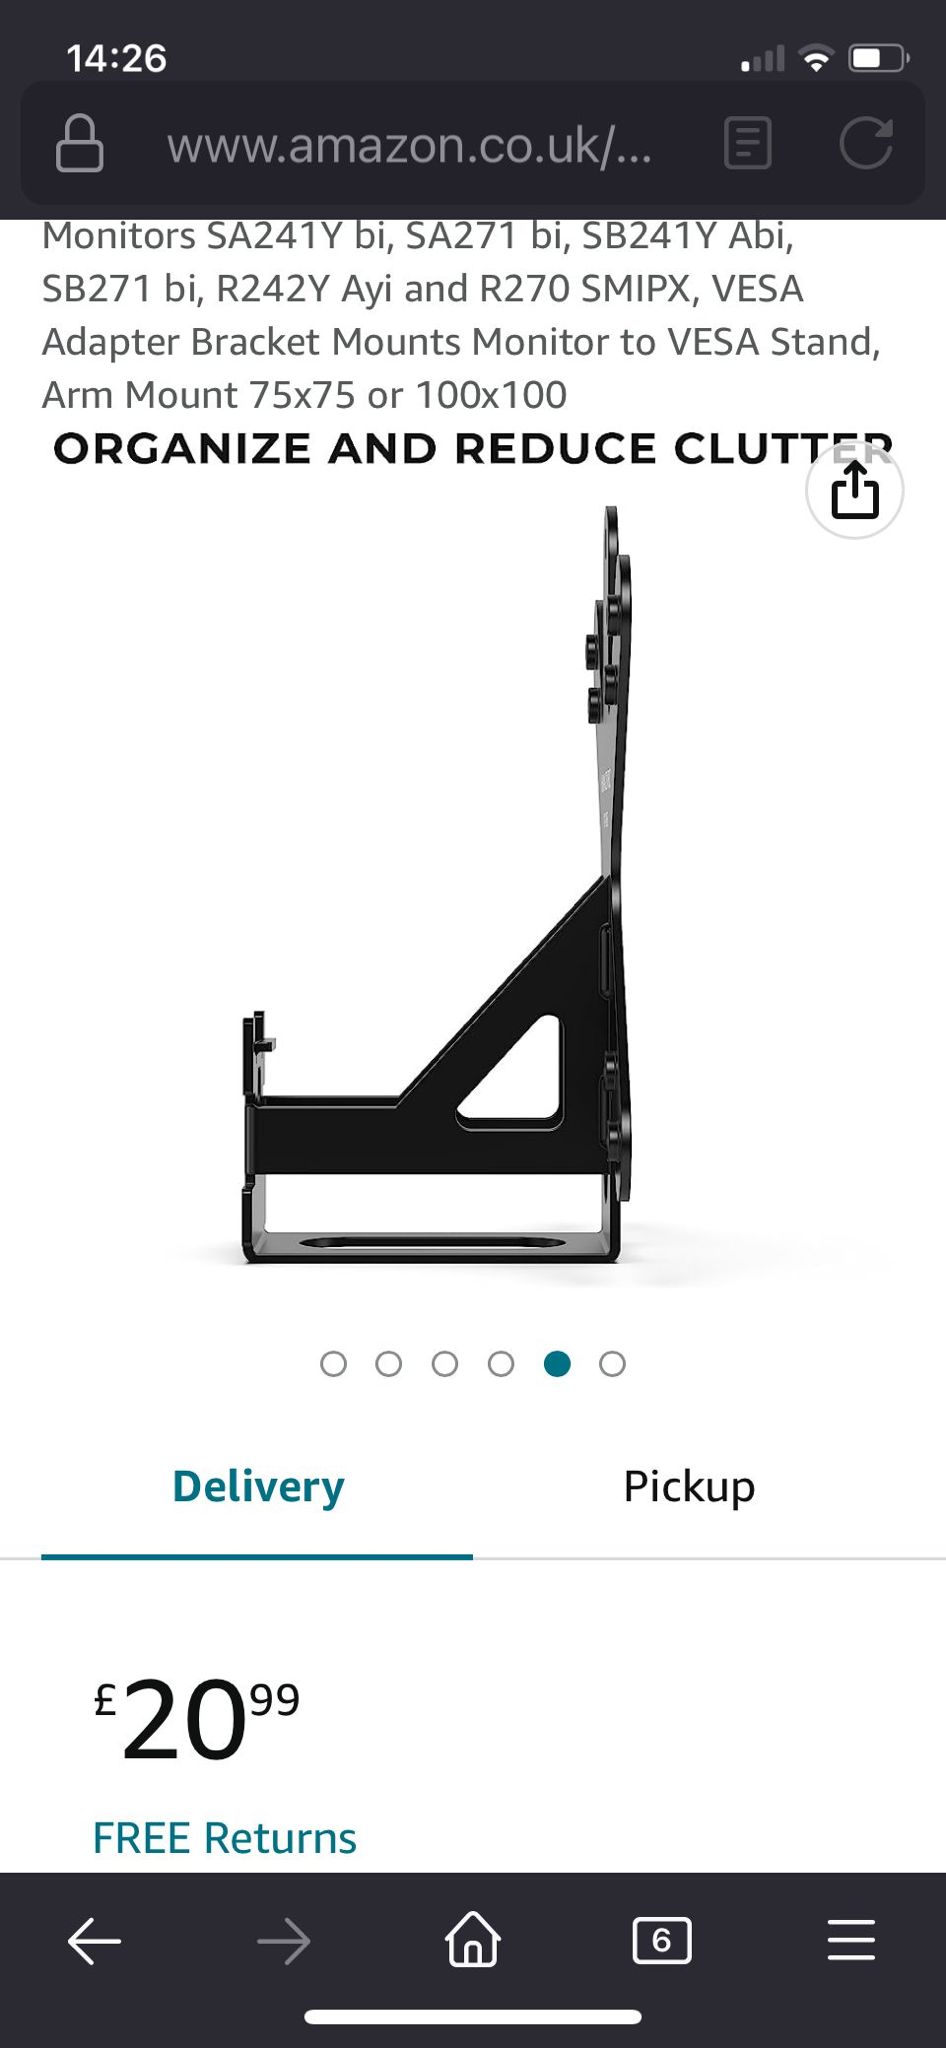 14:26
www.amazon.co.uk/...
Monitors SA241Y bi, SA271 bi, SB241Y Abi,
SB271 bi, R242Y Ayi and R270 SMIPX, VESA
Adapter Bracket Mounts Monitor to VESA Stand,
Arm Mount 75x75 or 100x100
ORGANIZE AND REDUCE CLUTTER
Delivery Pickup
£20 99
FREE Returns
6